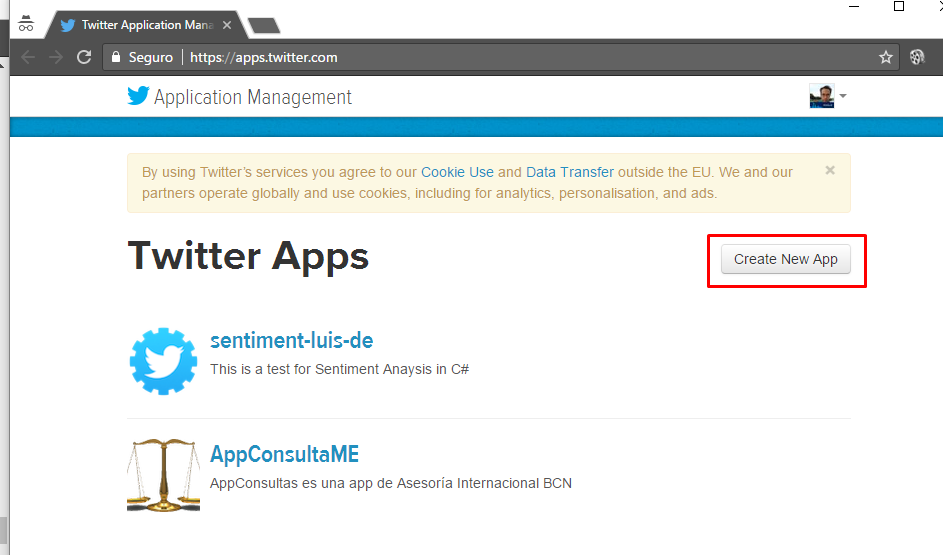 Twitter Application Mana
Seguro
https://apps.twitter.com
Application Management
By using Twitter’s services you agree to our Cookie Use and Data Transfer outside the EU. We and our
partners operate globally and use cookies, including for analytics, personalisation, and ads.
Twitter Apps
Create New App
sentiment-luis-de
This is a test for Sentiment Anaysis in C#
AppConsultaME
AppConsultas es una app de Asesoría Internacional BCN